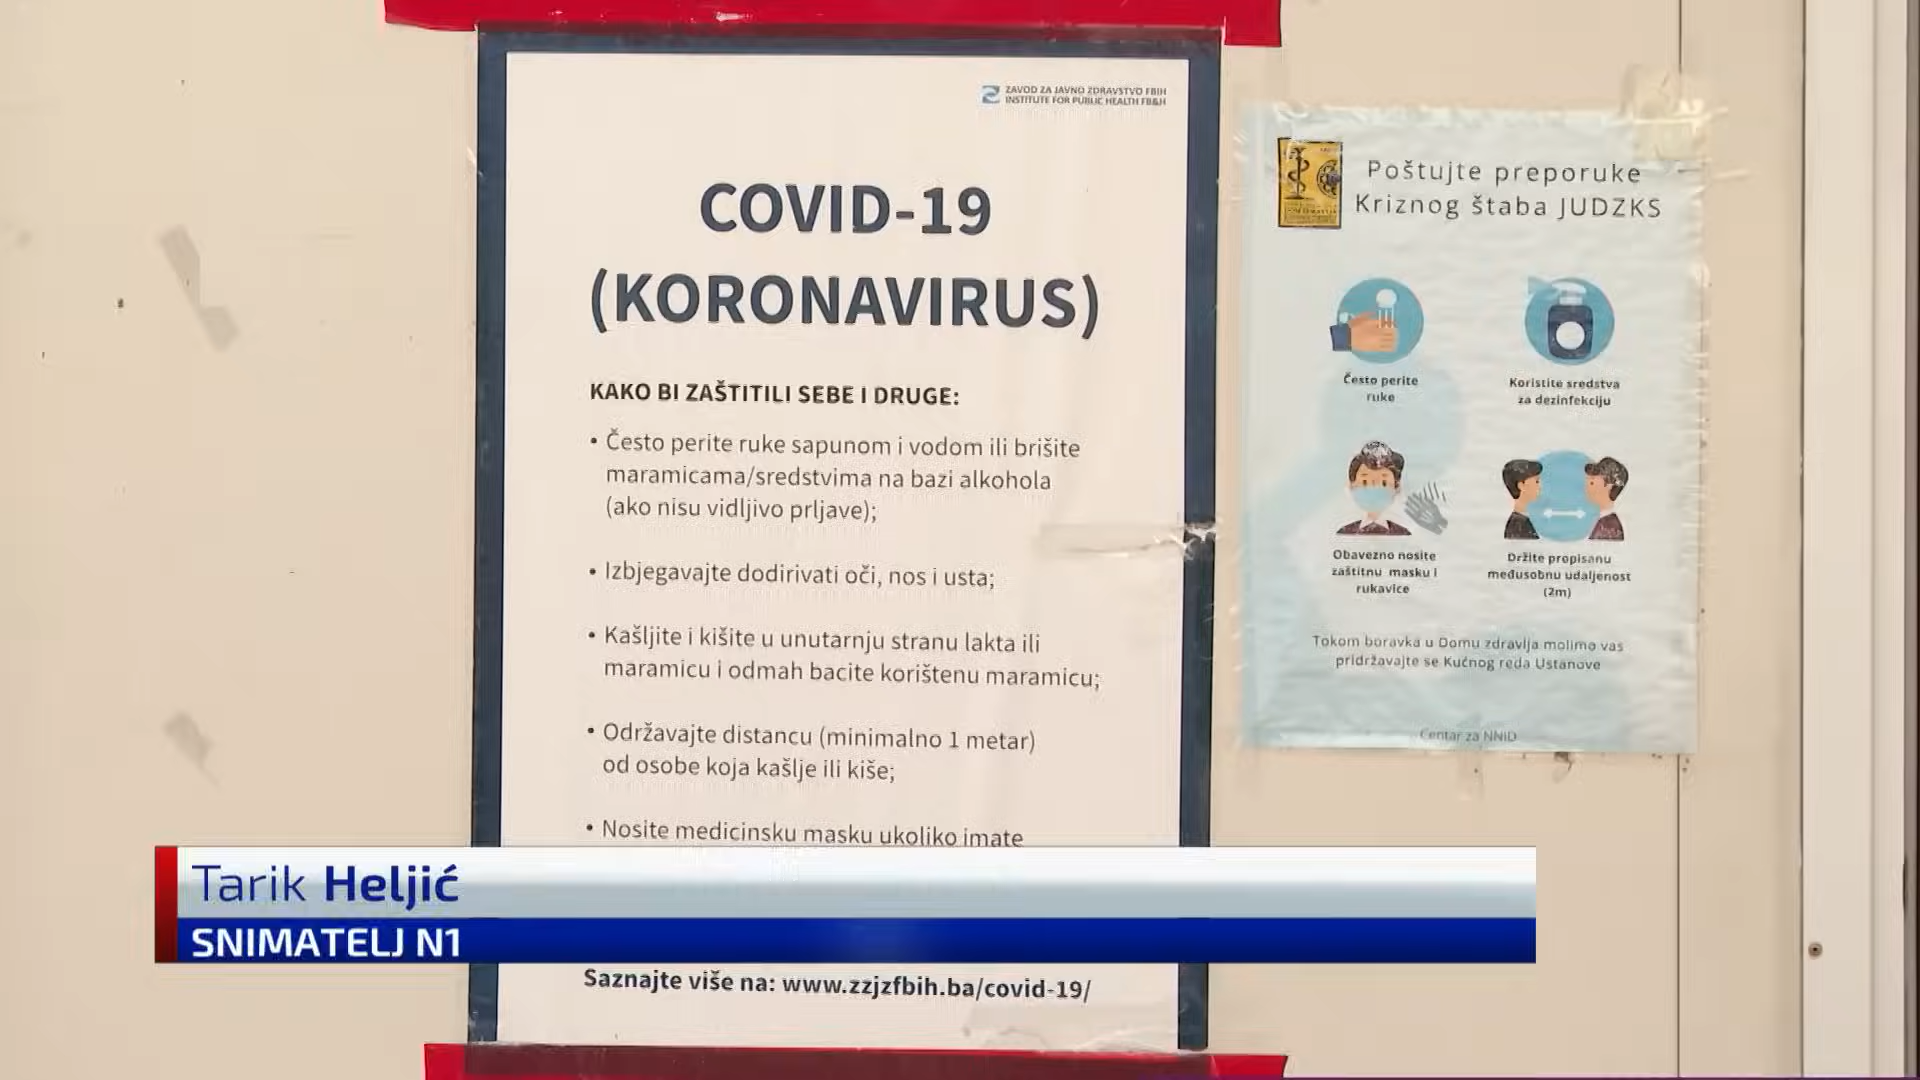 ZAVOD ZA JAVNO ZDRAVSTVO FBIH
INSTITUTE FOR PUBLIC HEALTH FB&H
COVID-19
(KORONAVIRUS)
KAKO BI ZAŠTITILI SEBE I DRUGE:
• Često perite ruke sapunom i vodom ili brišite
maramicama/sredstvima na bazi alkohola
(ako nisu vidljivo prljave);
• Izbjegavajte dodirivati oči, nos i usta;
• Kašljite i kišite u unutarnju stranu lakta ili
maramicu i odmah bacite korištenu maramicu;
• Održavajte distancu (minimalno 1 metar)
od osobe koja kašlje ili kiše;
• Nosite medicinsku masku ukoliko imate
Saznajte više na: www.zzjzfbih.ba/covid-19/
Poštujte preporuke
Kriznog štaba JUDZKS
Često perite
ruke
Koristite sredstva
za dezinfekciju
Obavezno nosite
zaštitnu masku i
rukavice
Držite propisanu
međusobnu udaljenost
(2m)
Tokom boravka u Domu zdravlja molimo vas
pridržavajte se Kućnog reda Ustanove
Centar za NNID
Tarik Heljić
SNIMATELJ N1